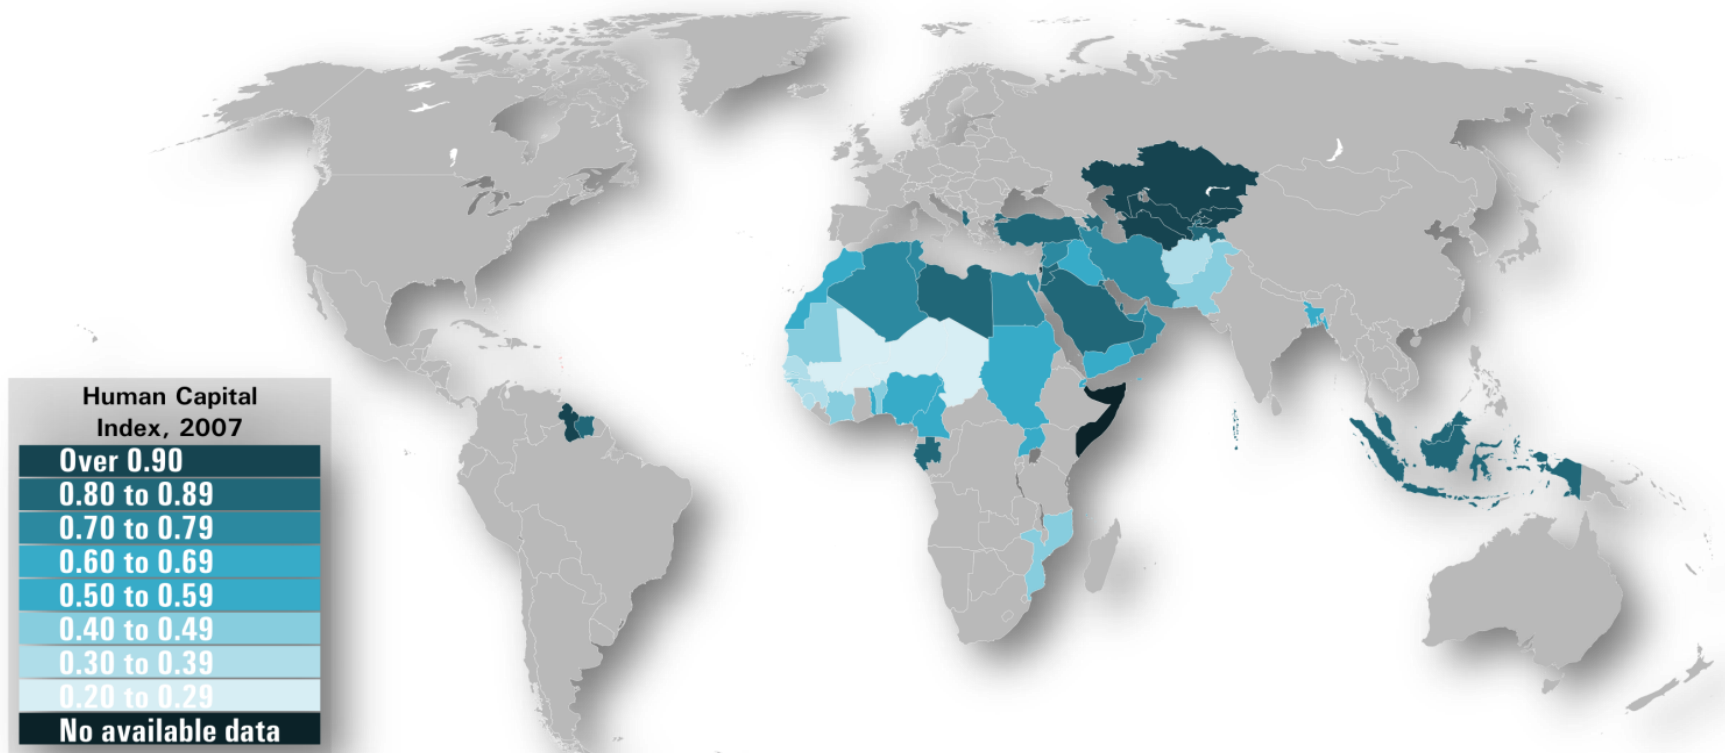 Human Capital
Index, 2007
Over 0.90
0.80 to 0.89
0.70 to 0.79
0.60 to 0.69
0.50 to 0.59
0.40 to 0.49
0.30 to 0.39
0.20 to 0.29
No available data